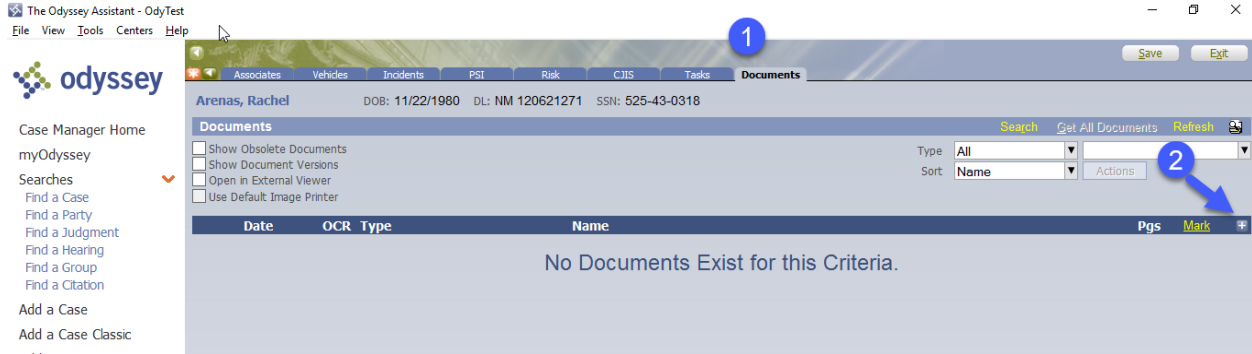 The Odyssey Assistant - OdyTest
File View Tools Centers Help
1
Save Exit
odyssey
Associates Vehicles Incidents PSI Risk CJIS Tasks Documents
Arenas, Rachel DOB: 11/22/1980 DL: NM 120621271 SSN: 525-43-0318
Case Manager Home
Documents Search Get All Documents Refresh
myOdyssey
Show Obsolete Documents Type All
Show Document Versions
2
Searches
Open in External Viewer Sort Name Actions
Find a Case
Use Default Image Printer
Find a Party
Find a Judgment
Date OCR Type Name Pgs Mark
Find a Hearing
Find a Group
No Documents Exist for this Criteria.
Find a Citation
Add a Case
Add a Case Classic